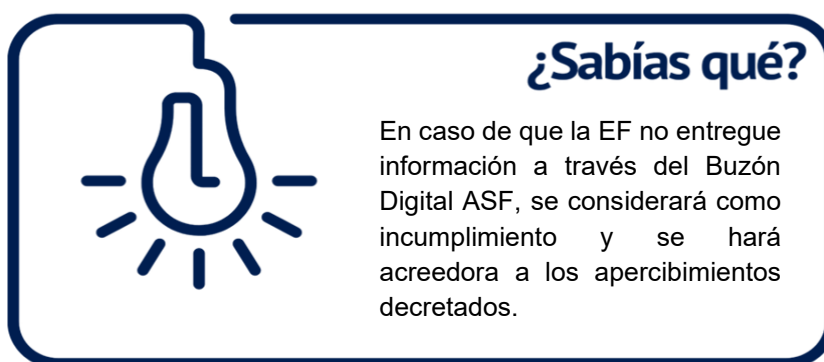 ¿Sabías qué?
En caso de que la EF no entregue
información a través del Buzón
Digital ASF, se considerará como
incumplimiento y se hará
acreedora a los apercibimientos
decretados.